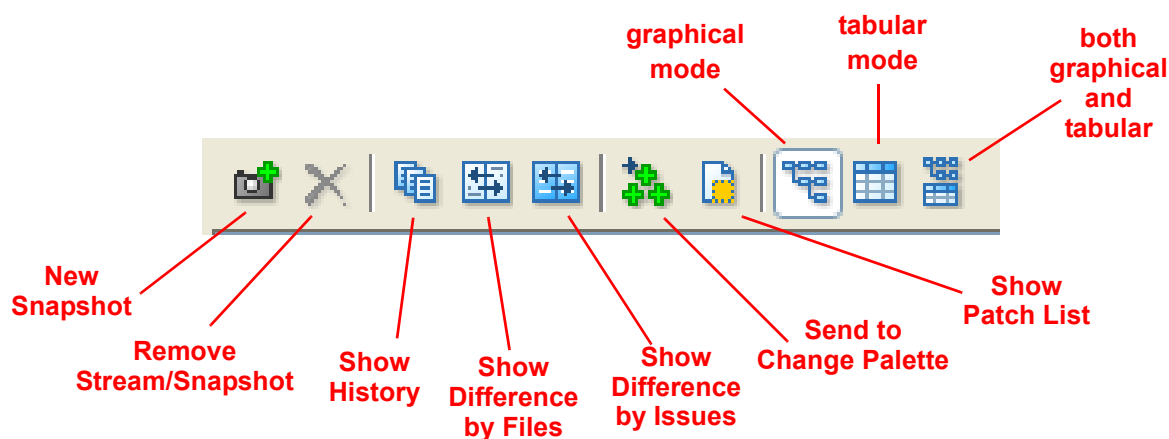 graphical
mode
tabular
mode
both
graphical
and
tabular
New
Snapshot
Remove
Stream/Snapshot
Show
History
Show
Difference
by Files
Show
Difference
by Issues
Send to
Change Palette
Show
Patch List